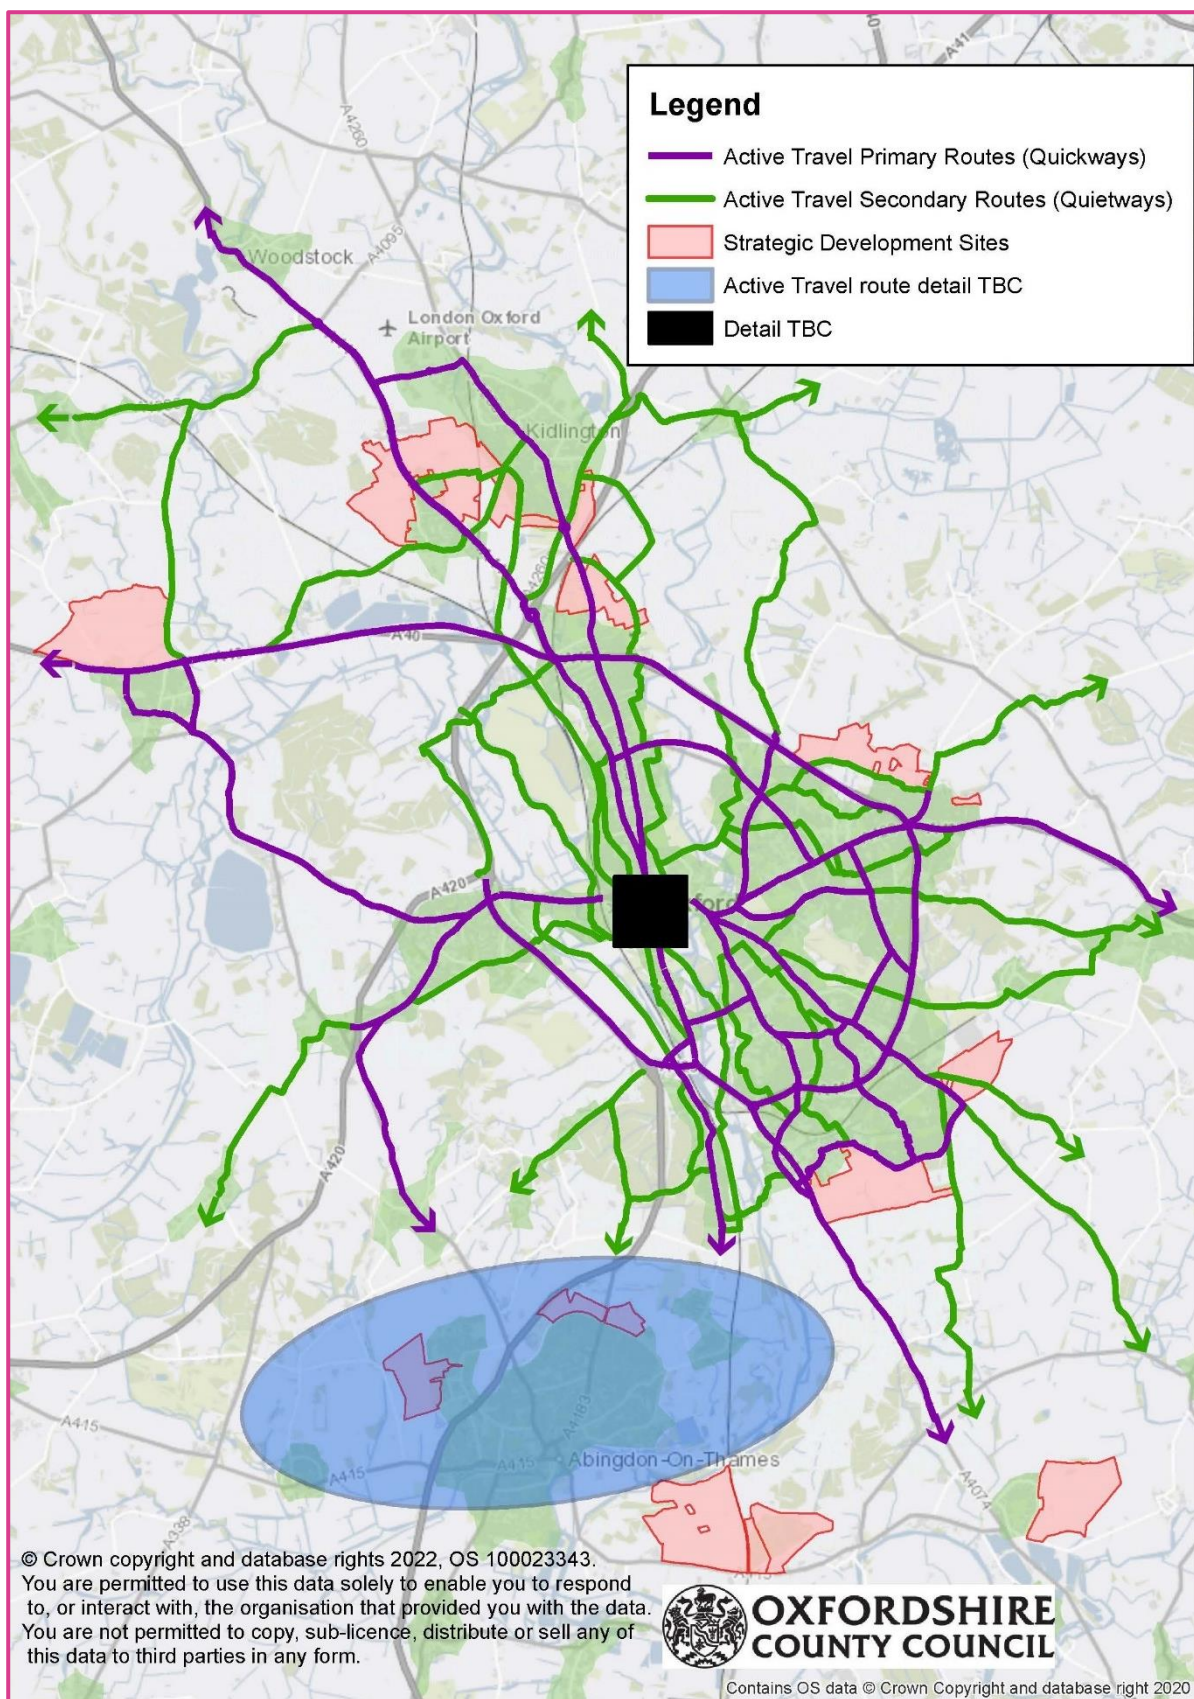 40
A41
A4260
Legend
Active Travel Primary Routes (Quickways)
Active Travel Secondary Routes (Quietways)
Strategic Development Sites
Active Travel route detail TBC
Detail TBC
Woodstock
A4095
London Oxford
Airport
Kidlington
A4260
A40
A420
ford
A420
A415
A415
A415
A4183
Abingdon-On-Thames
A4074
A338
© Crown copyright and database rights 2022, OS 100023343.
You are permitted to use this data solely to enable you to respond
to, or interact with, the organisation that provided you with the data.
You are not permitted to copy, sub-licence, distribute or sell any of
this data to third parties in any form.
OXFORDSHIRE
COUNTY COUNCIL
Contains OS data © Crown Copyright and database right 2020